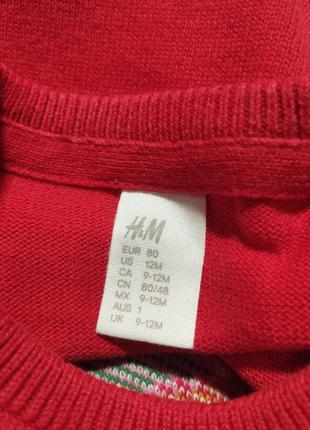 H&M
EUR 80
US 12M
CA 9-12M
CN 80/48
MX 9-12M
AUS 1
UK 9-12M